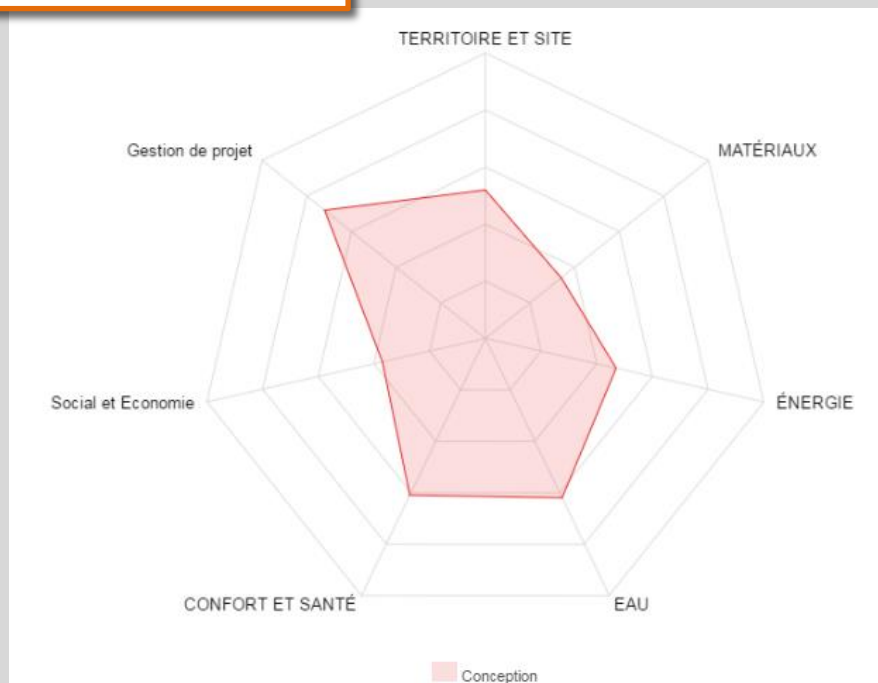 TERRITOIRE ET SITE
Gestion de projet
MATÉRIAUX
Social et Economie
ÉNERGIE
CONFORT ET SANTÉ
EAU
Conception